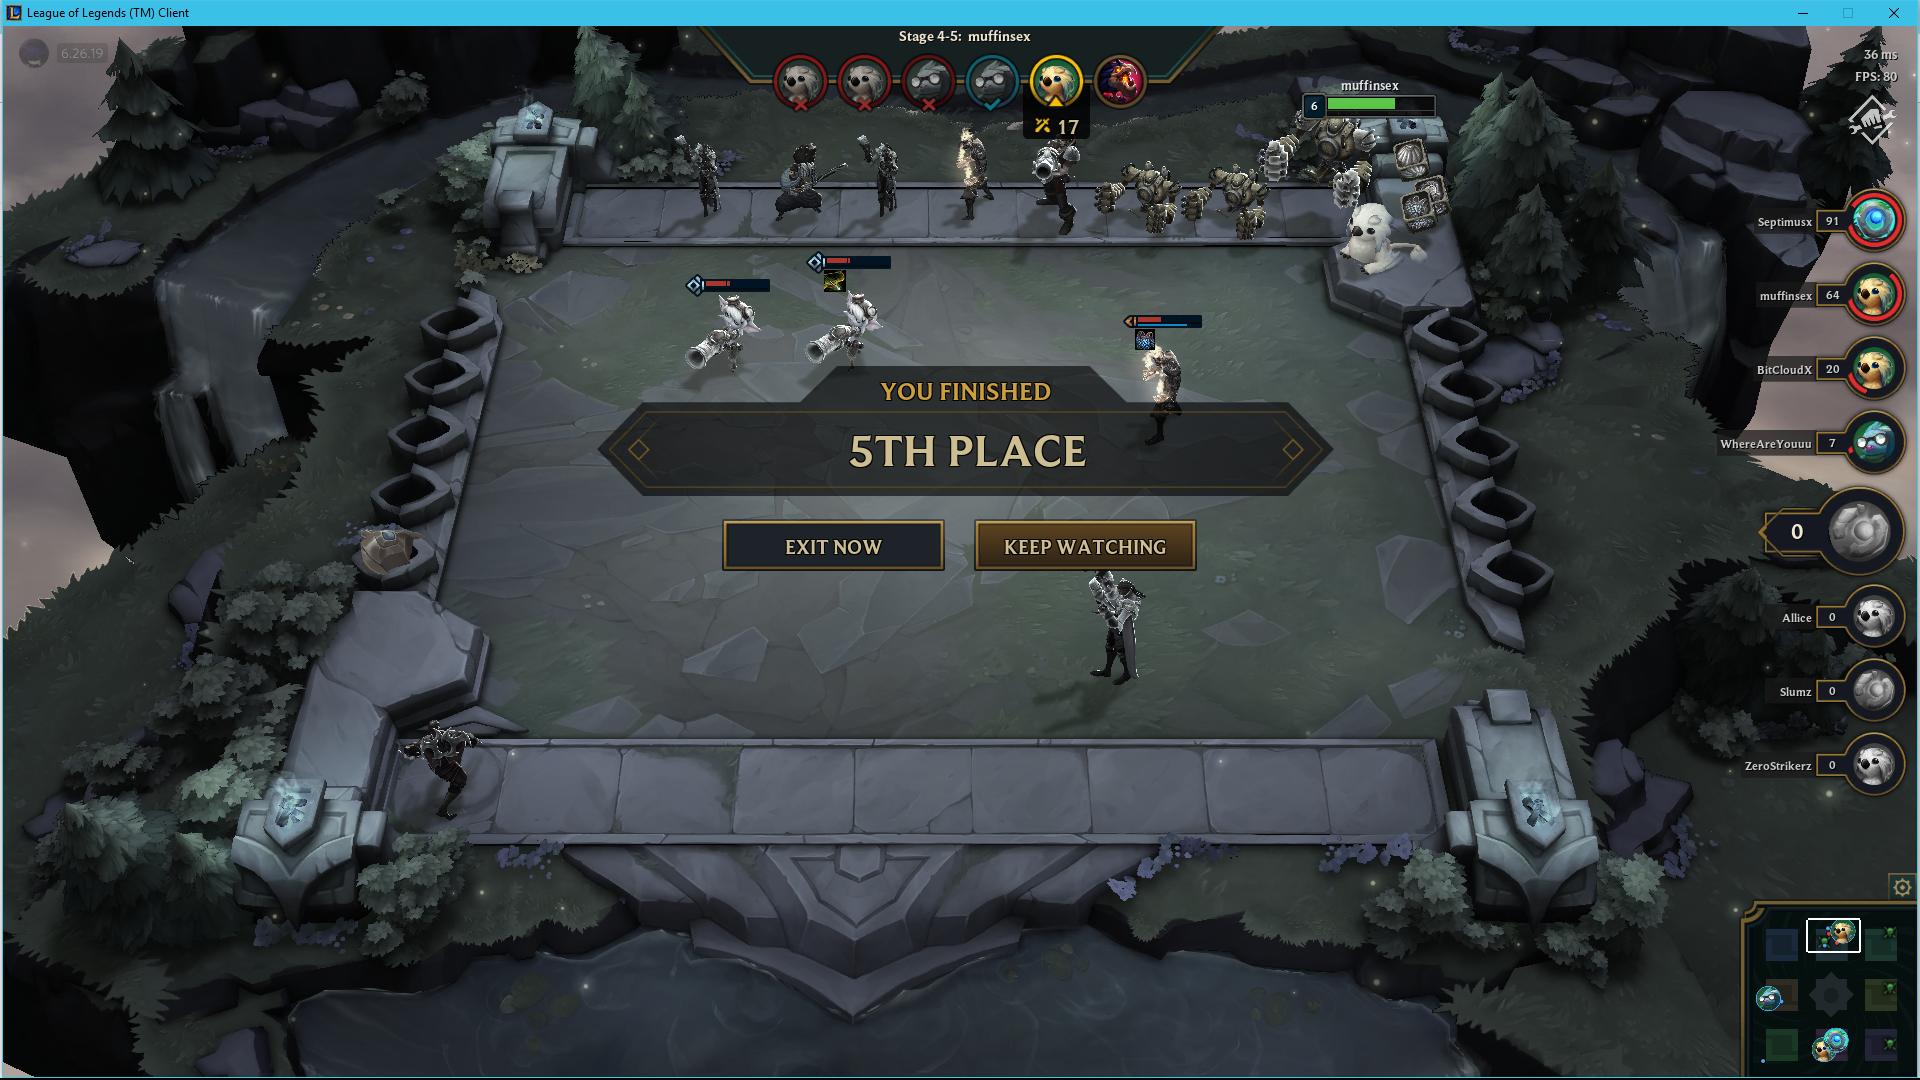 League of Legends (TM) Client
6.26.19
Stage 4-5: muffinsex
36 ms
FPS: 80
17
muffinsex
6
Septimusx 91
muffinsex 64
BitCloudX 20
WhereAreYouuu 7
0
Allice 0
Slumz 0
ZeroStrikerz 0
YOU FINISHED
5TH PLACE
EXIT NOW
KEEP WATCHING